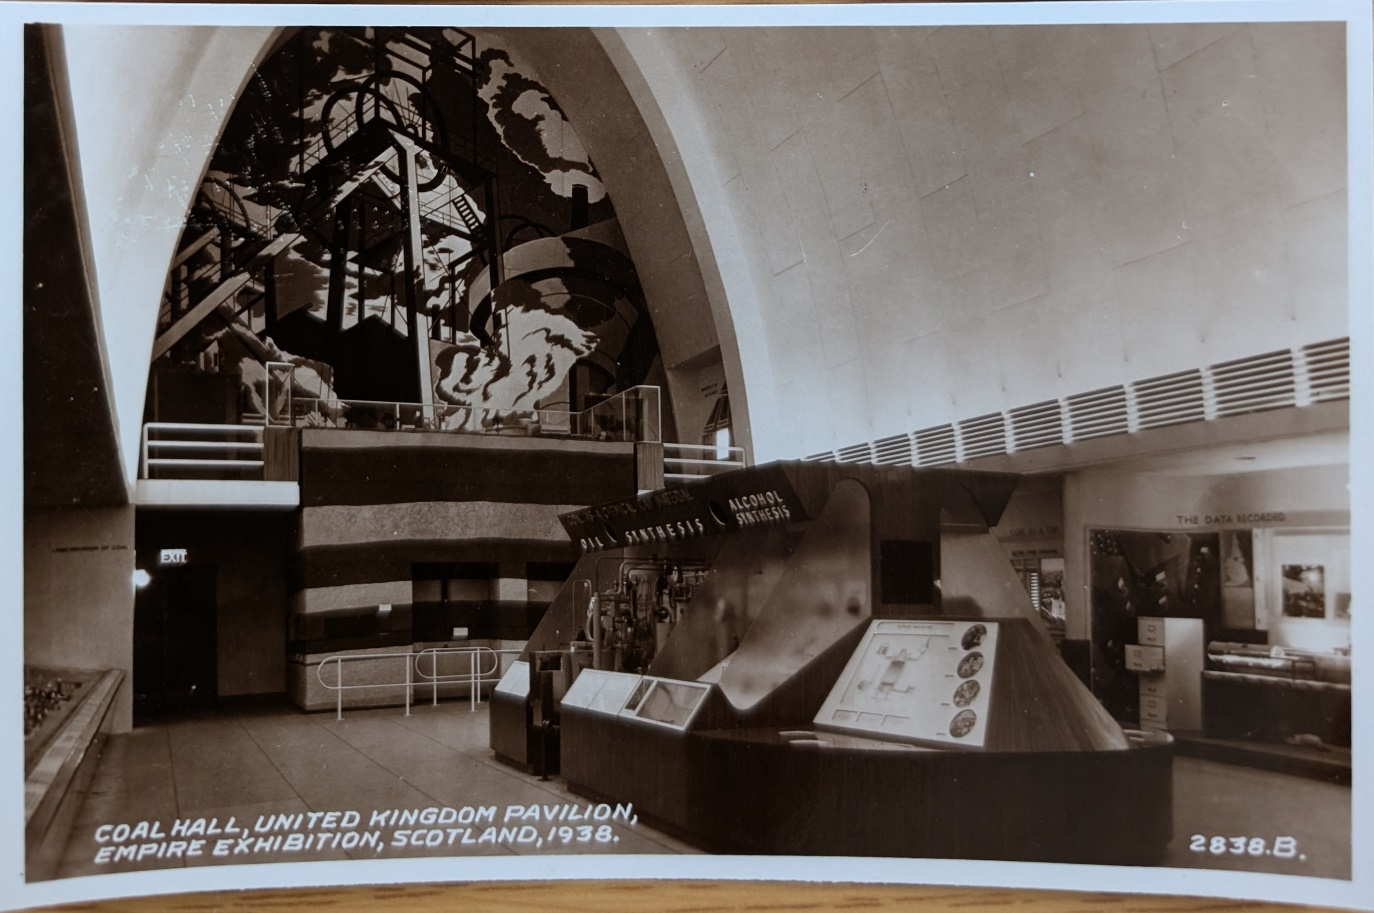 EXIT
OIL SYNTHESIS
ALCOHOL
SYNTHESIS
THE DATA RECORDED
COAL HALL, UNITED KINGDOM PAVILION,
EMPIRE EXHIBITION, SCOTLAND, 1938.
2838.B.